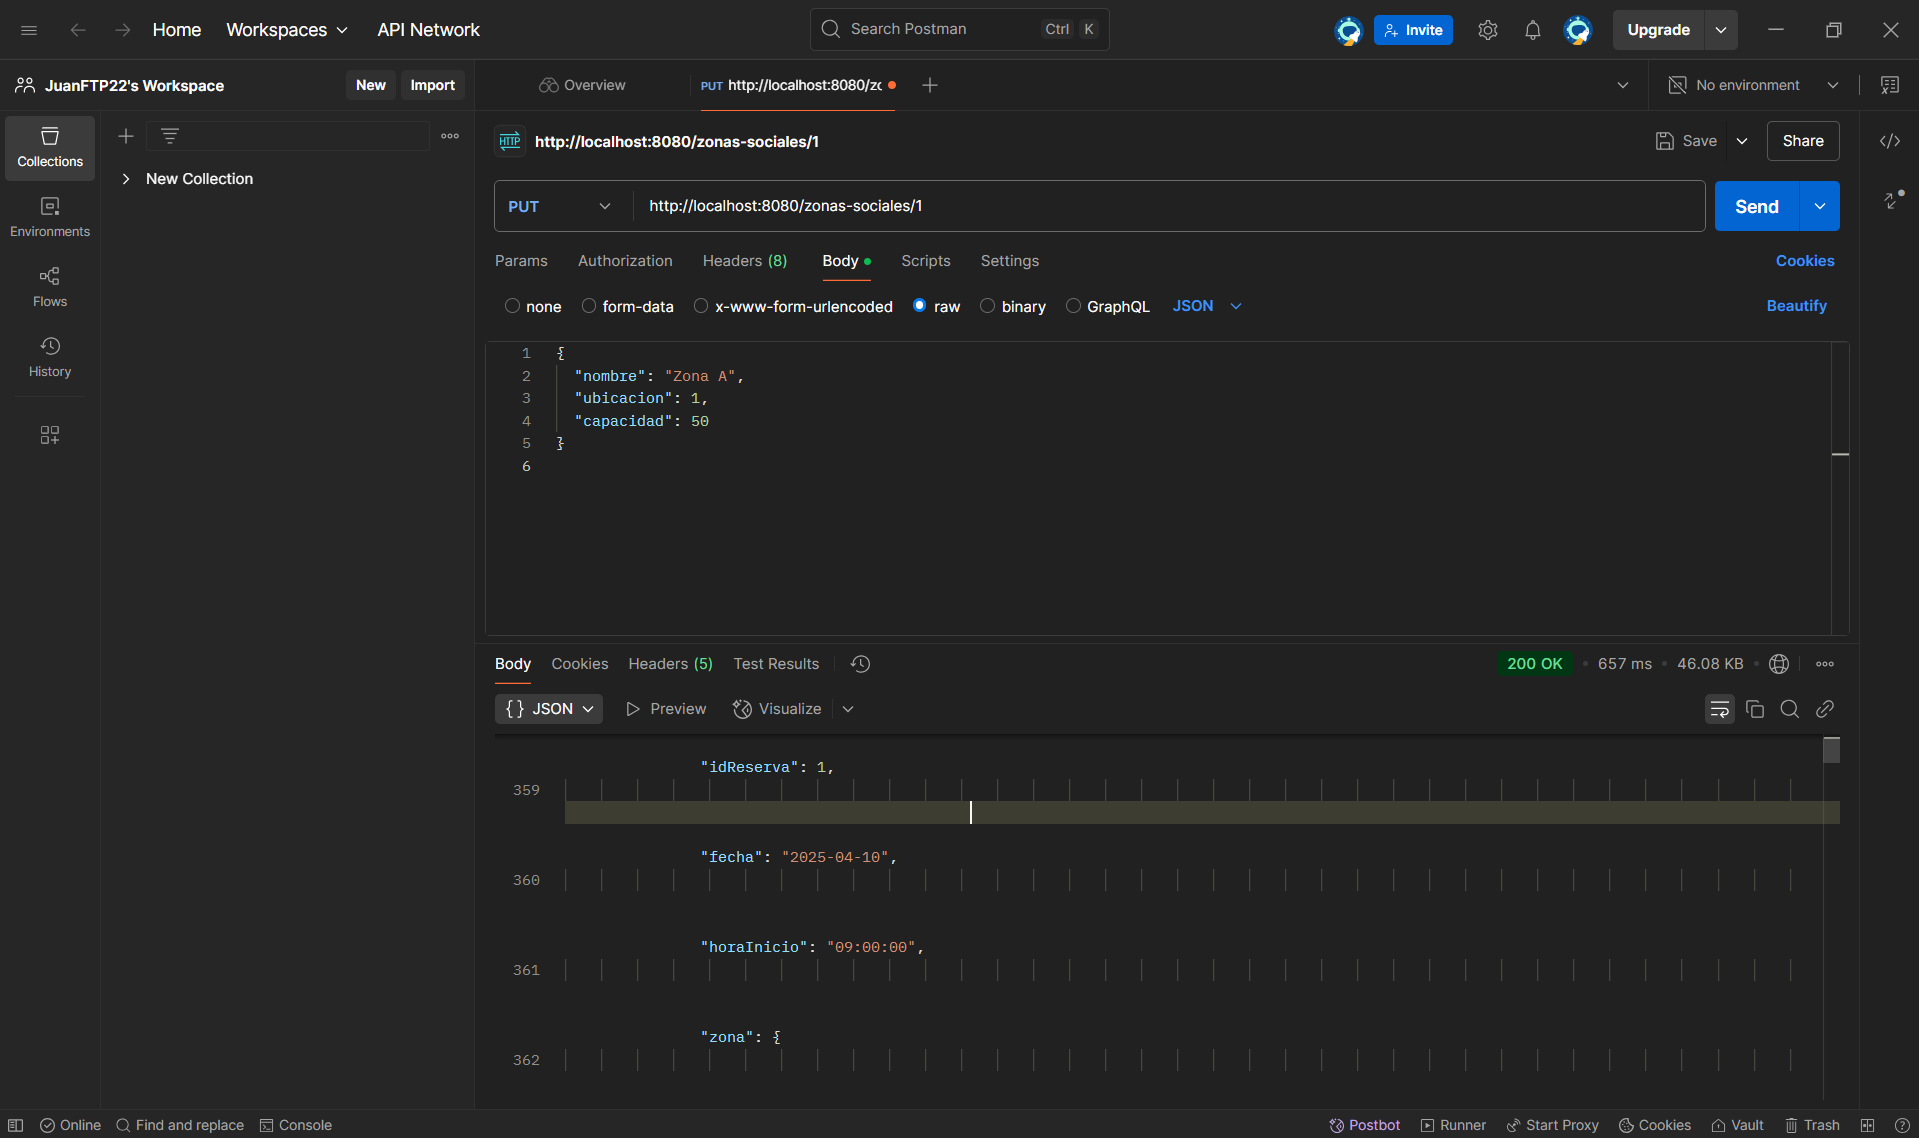 Home Workspaces API Network Search Postman Ctrl K Invite Upgrade
JuanFTP22's Workspace New Import Overview PUT http://localhost:8080/zo No environment
HTTP http://localhost:8080/zonas-sociales/1 Save Share
Collections
New Collection
PUT http://localhost:8080/zonas-sociales/1 Send
Environments
Params Authorization Headers (8) Body Scripts Settings Cookies
Flows
none form-data x-www-form-urlencoded raw binary GraphQL JSON Beautify
History
1 {
2 "nombre": "Zona A",
3 "ubicacion": 1,
4 "capacidad": 50
5 }
6
Body Cookies Headers (5) Test Results 200 OK 657 ms 46.08 KB
{} JSON Preview Visualize
"idReserva": 1,
359
"fecha": "2025-04-10",
360
"horaInicio": "09:00:00",
361
"zona": {
362
Online Find and replace Console Postbot Runner Start Proxy Cookies Vault Trash